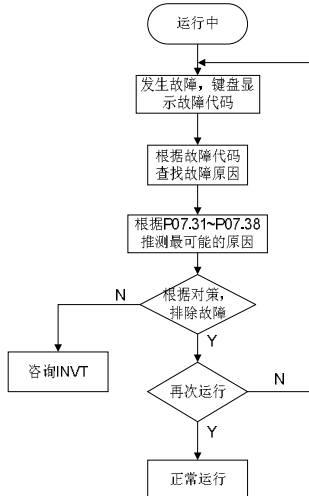 运行中
发生故障，键盘显
示故障代码
根据故障代码
查找故障原因
根据P07.31~P07.38
推测最可能的原因
根据对策，
排除故障
N
Y
咨询INVT
再次运行
N
Y
正常运行